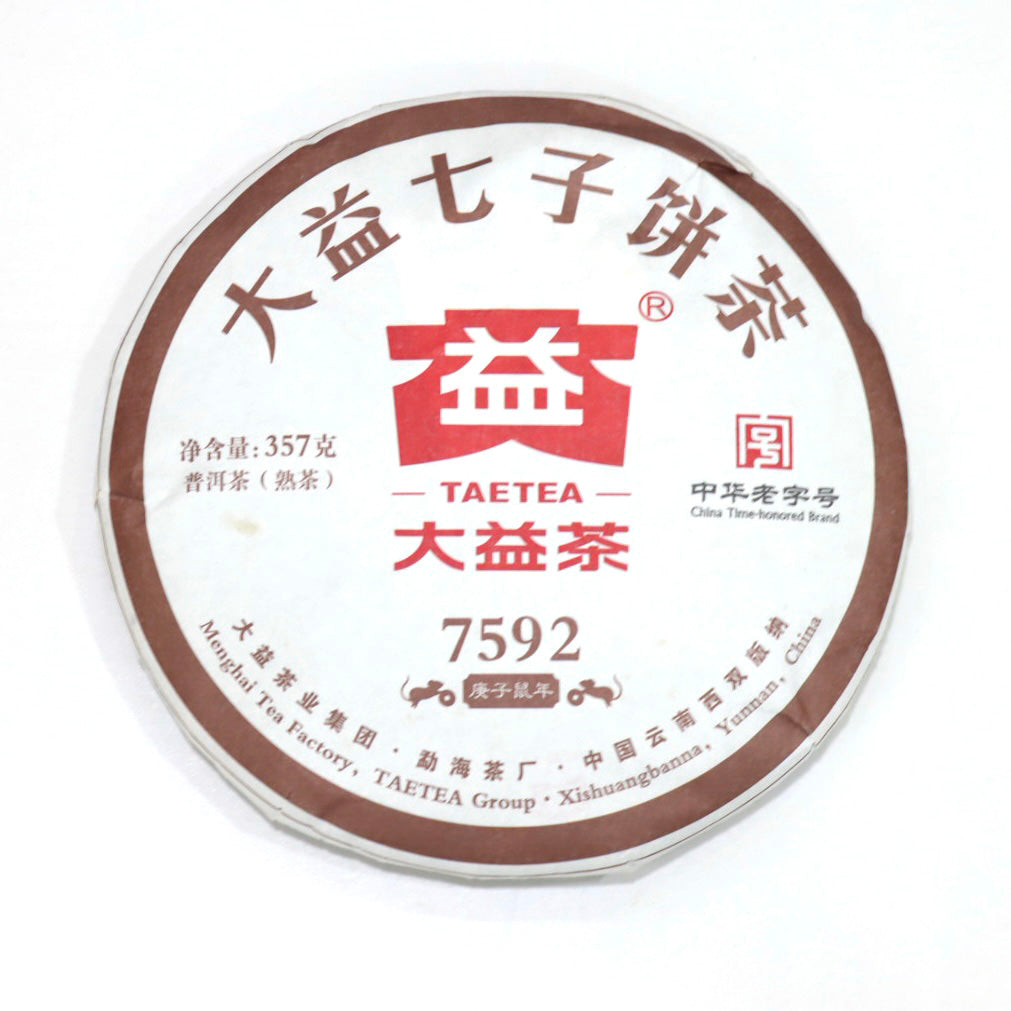 大益七子饼茶
益
®
净含量:357克
普洱茶(熟茶)
TAETEA
大益茶
号
中华老字号
China Time-honored Brand
7592
庚子鼠年
大益茶业集团·勐海茶厂·中国云南西双版纳
Menghai Tea Factory, TAETEA Group·Xishuangbanna, Yunnan, China